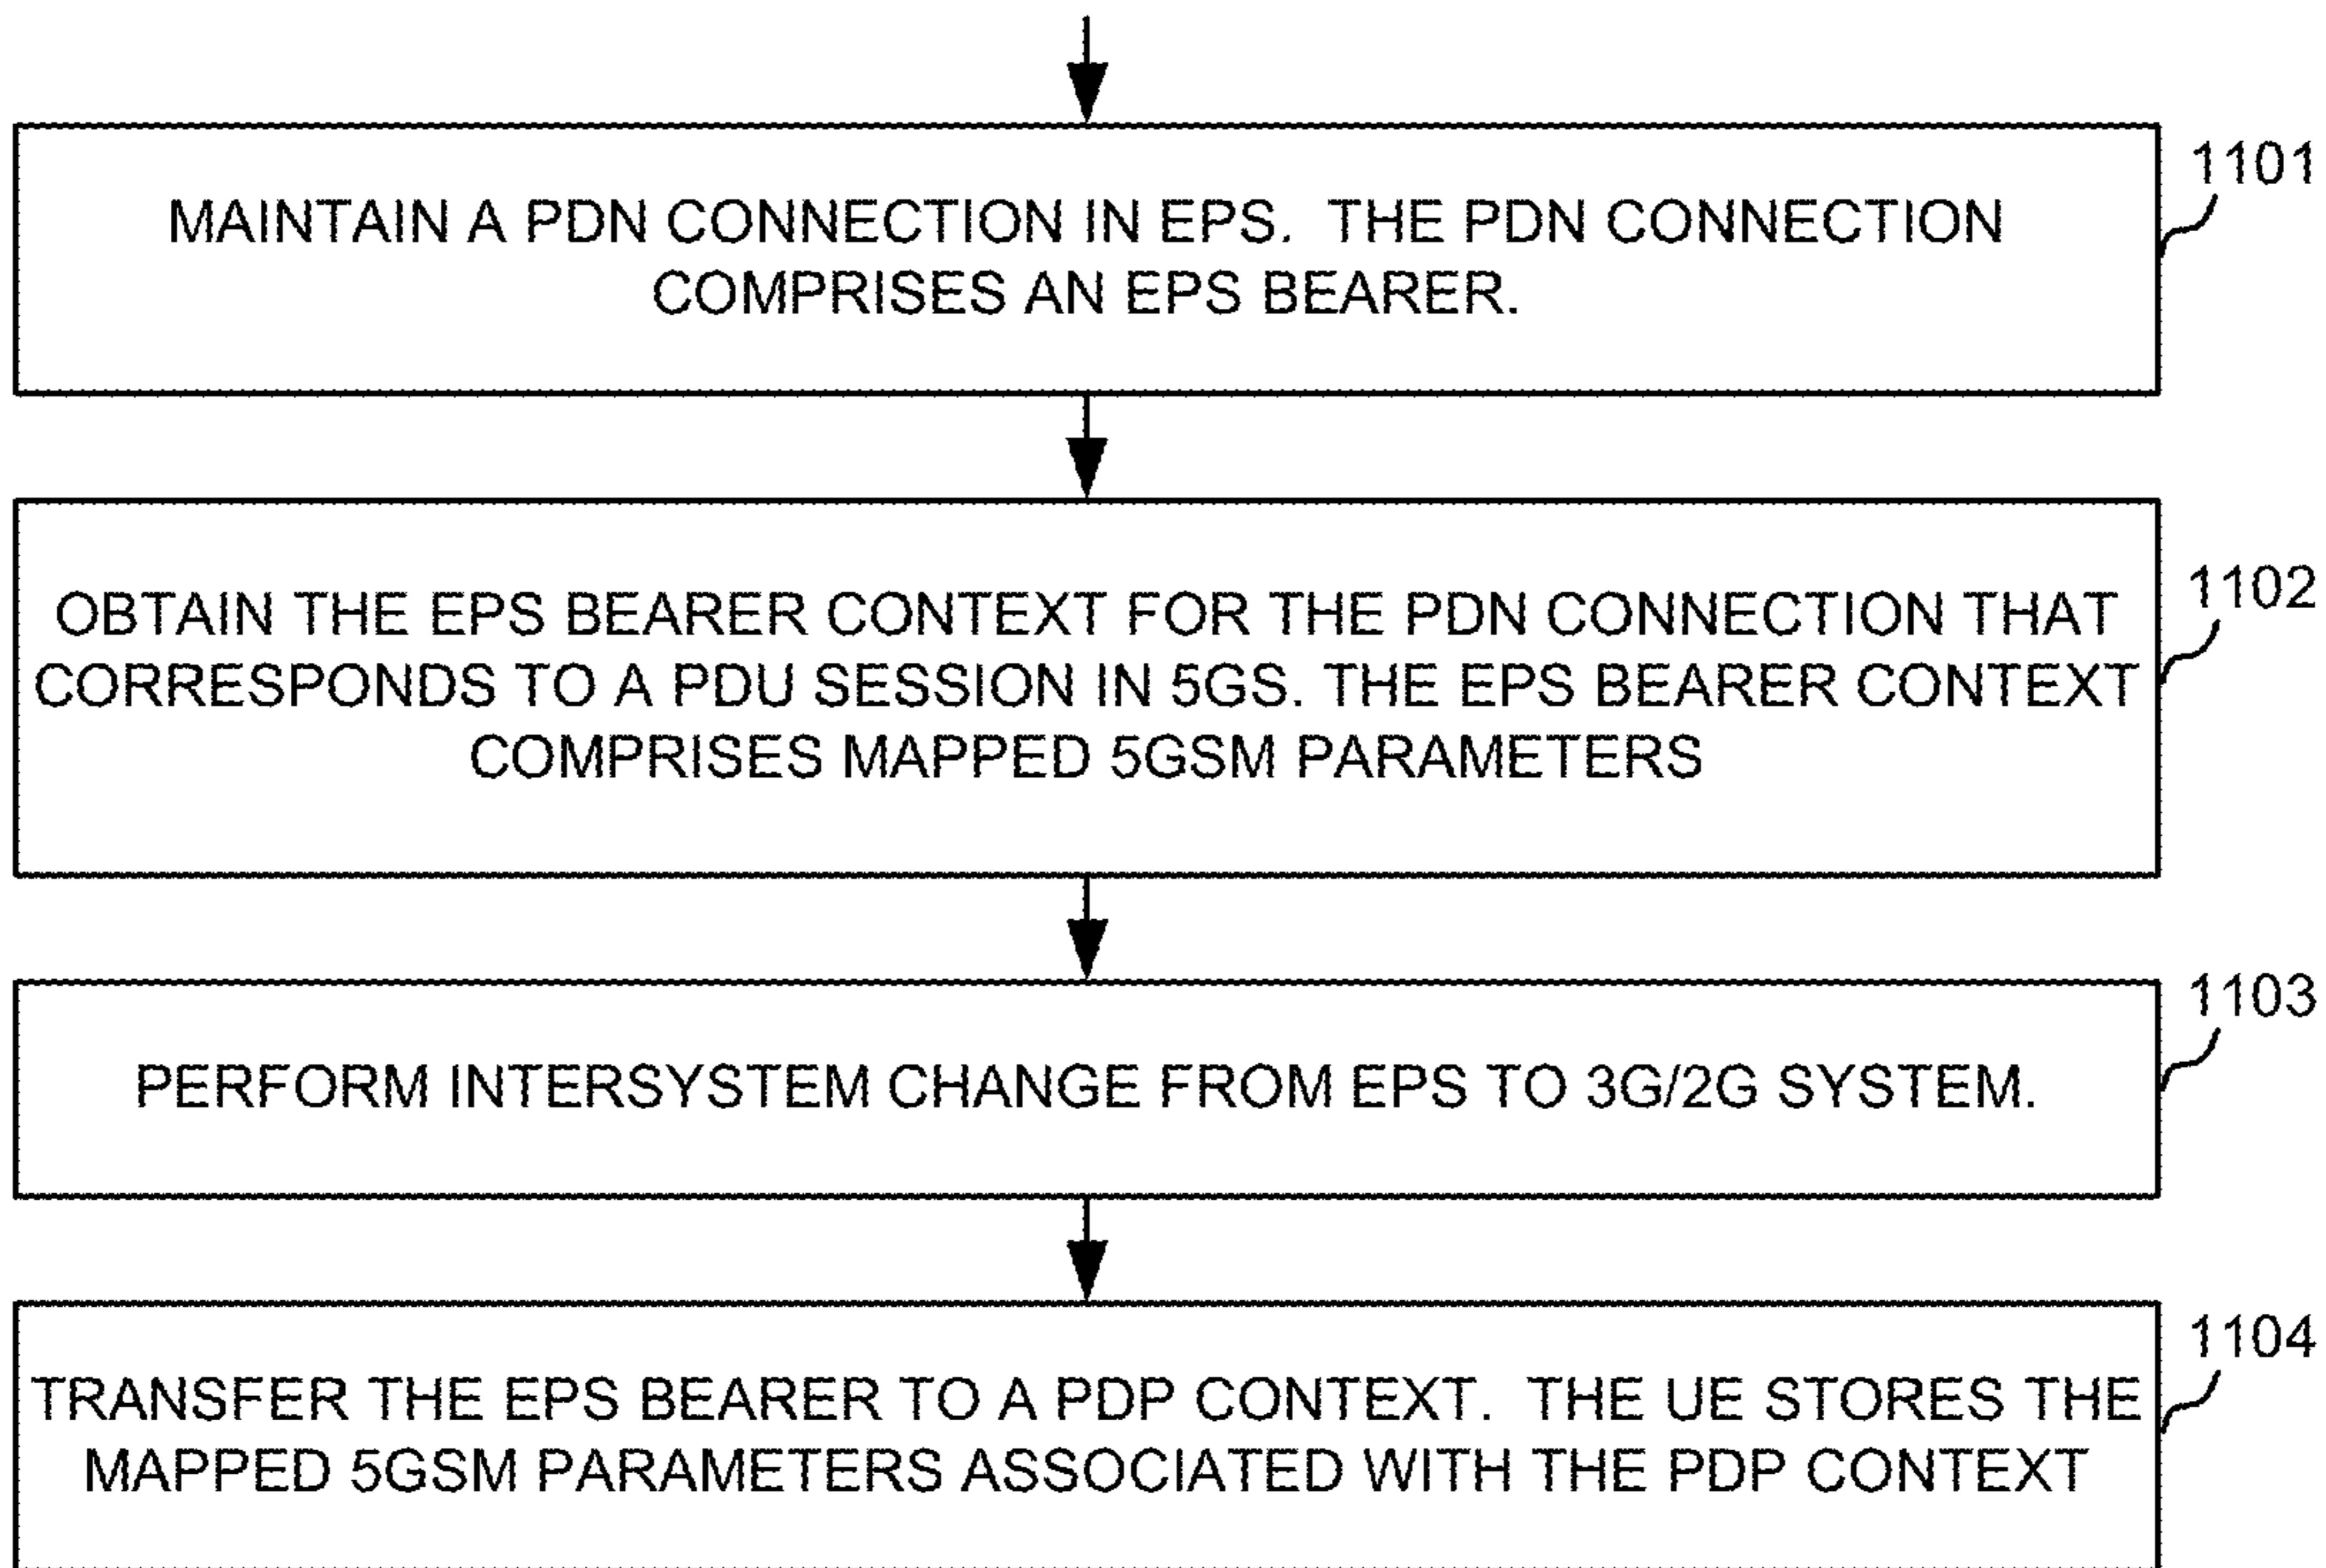 1101
MAINTAIN A PDN CONNECTION IN EPS. THE PDN CONNECTION
COMPRISES AN EPS BEARER.
1102
OBTAIN THE EPS BEARER CONTEXT FOR THE PDN CONNECTION THAT
CORRESPONDS TO A PDU SESSION IN 5GS. THE EPS BEARER CONTEXT
COMPRISES MAPPED 5GSM PARAMETERS
1103
PERFORM INTERSYSTEM CHANGE FROM EPS TO 3G/2G SYSTEM.
1104
TRANSFER THE EPS BEARER TO A PDP CONTEXT. THE UE STORES THE
MAPPED 5GSM PARAMETERS ASSOCIATED WITH THE PDP CONTEXT